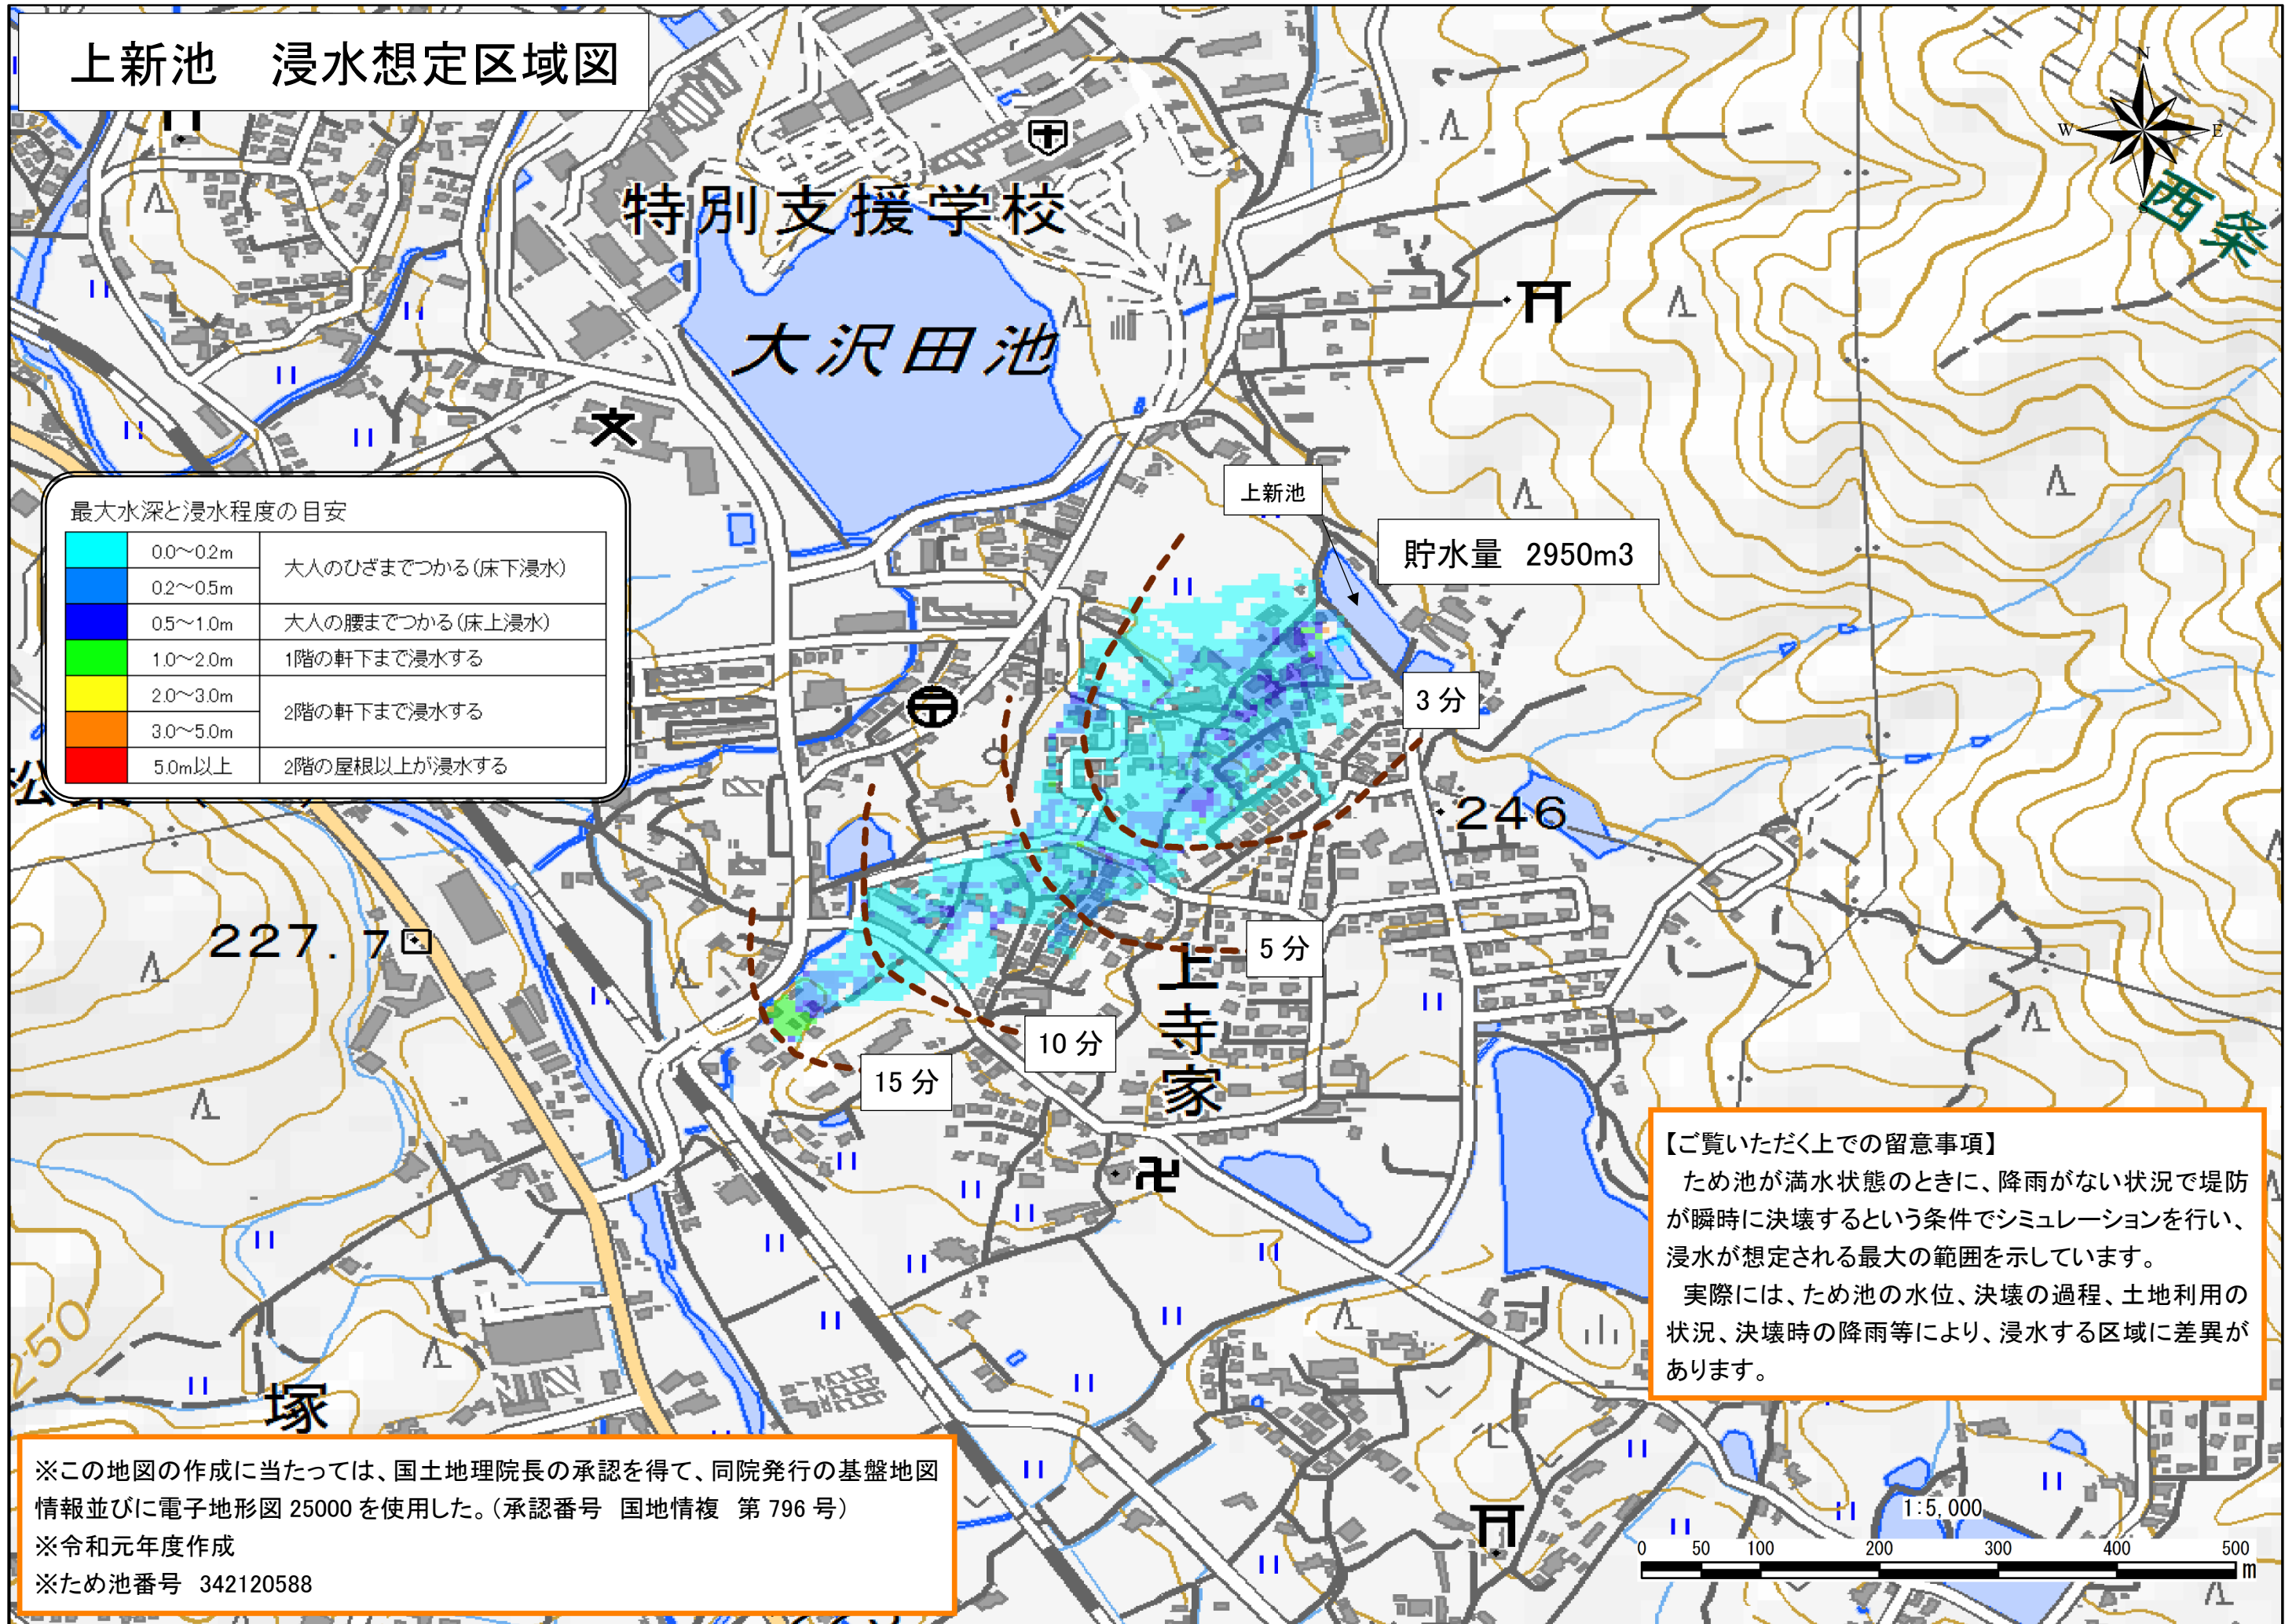 上新池　浸水想定区域図
N
W
E
西条
特別支援学校
大沢田池
上新池
貯水量 2950m3
最大水深と浸水程度の目安
0.0～0.2m
大人のひざまでつかる(床下浸水)
0.2～0.5m
0.5～1.0m 大人の腰までつかる(床上浸水)
1.0～2.0m 1階の軒下まで浸水する
2.0～3.0m
2階の軒下まで浸水する
3.0～5.0m
5.0m以上 2階の屋根以上が浸水する
3分
246
227.7
5分
上寺家
10分
15分
250
塚
【ご覧いただく上での留意事項】
ため池が満水状態のときに、降雨がない状況で堤防
が瞬時に決壊するという条件でシミュレーションを行い、
浸水が想定される最大の範囲を示しています。
実際には、ため池の水位、決壊の過程、土地利用の
状況、決壊時の降雨等により、浸水する区域に差異が
あります。
※この地図の作成に当たっては、国土地理院長の承認を得て、同院発行の基盤地図
情報並びに電子地形図 25000 を使用した。(承認番号 国地情複 第 796 号)
※令和元年度作成
※ため池番号 342120588
1:5,000
0 50 100 200 300 400 500
m